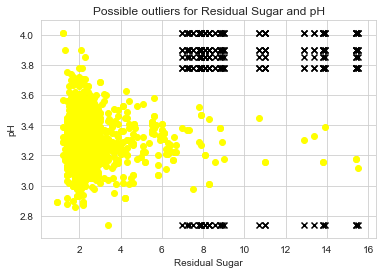 Possible outliers for Residual Sugar and pH
4.0
3.8
3.6
3.4
3.2
3.0
2.8
pH
2 4 6 8 10 12 14 16
Residual Sugar